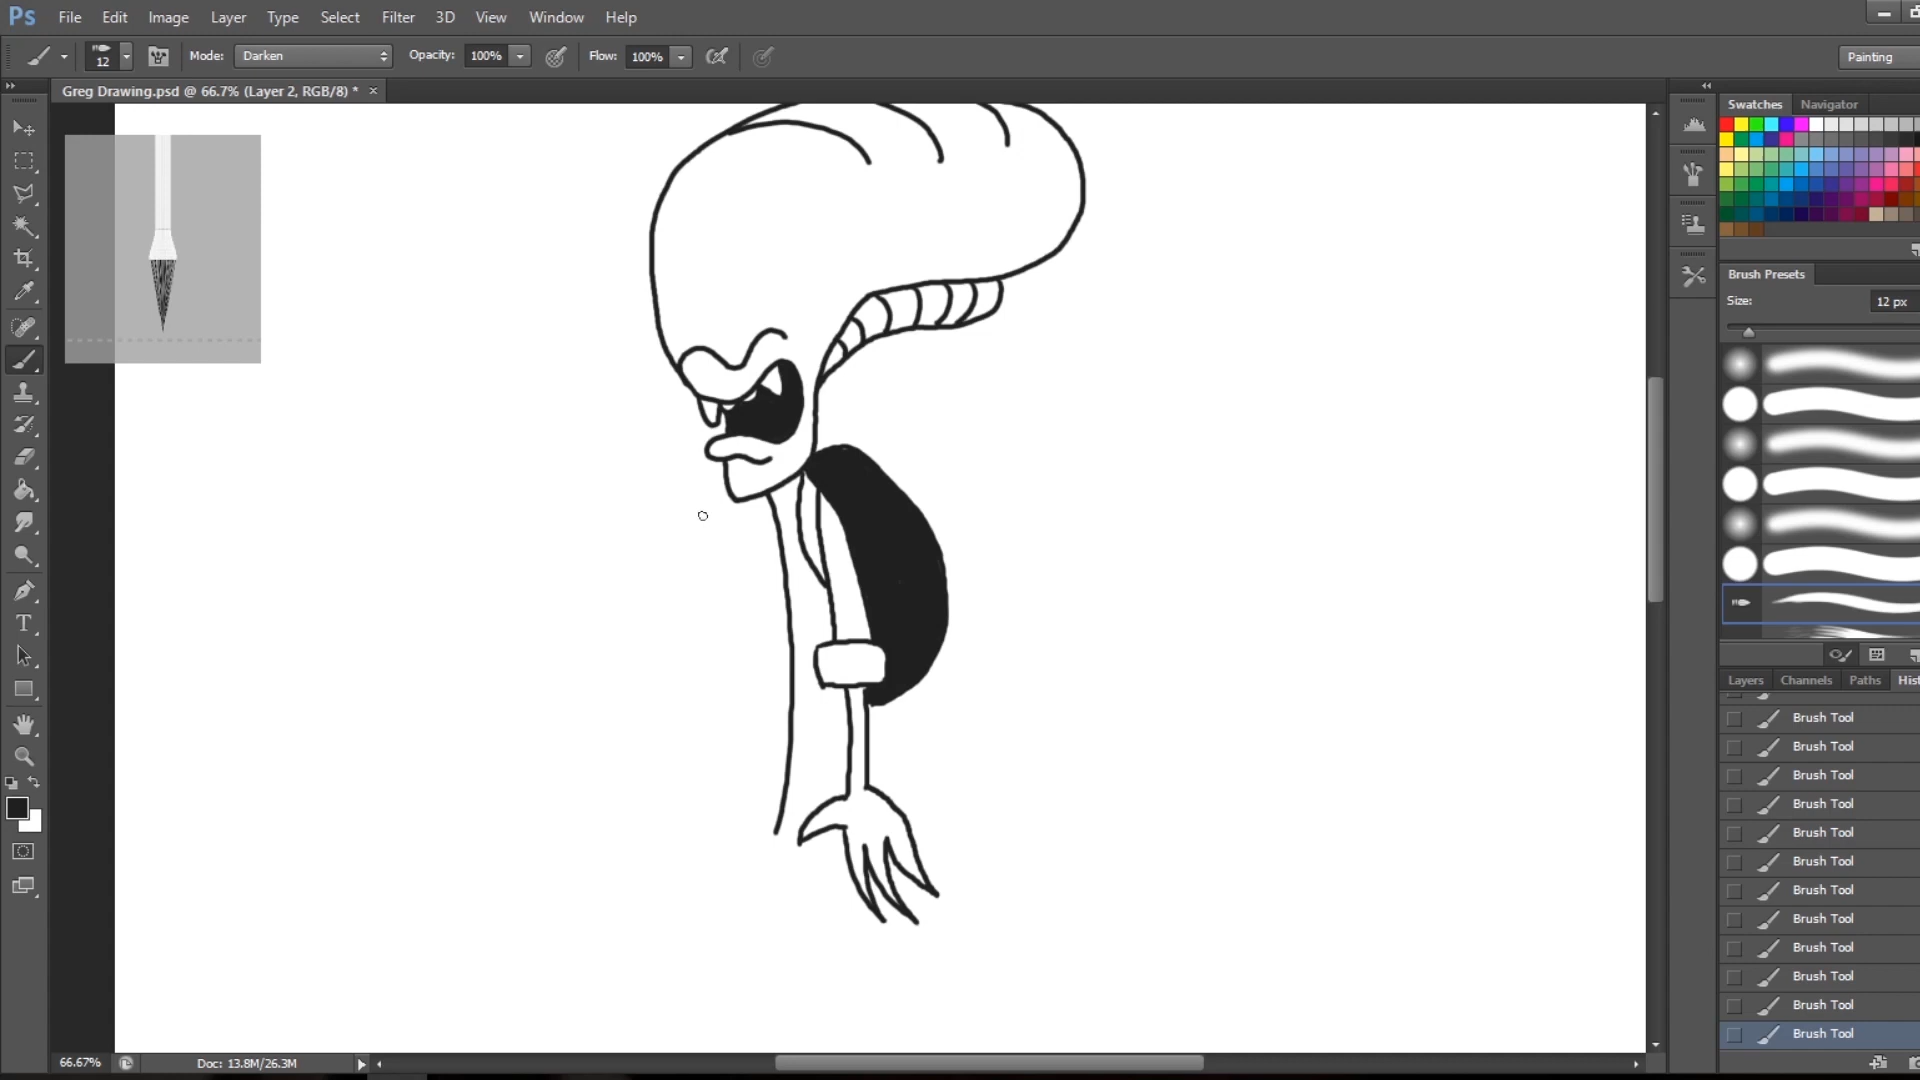 Ps File Edit Image Layer Type Select Filter 3D View Window Help
12 Mode: Darken Opacity: 100% Flow: 100% Painting
Greg Drawing.psd @ 66.7% (Layer 2, RGB/8) * ×
Swatches Navigator
Brush Presets
Size: 12 px
Layers Channels Paths Hist
Brush Tool
Brush Tool
Brush Tool
Brush Tool
Brush Tool
Brush Tool
Brush Tool
Brush Tool
Brush Tool
Brush Tool
Brush Tool
Brush Tool
66.67% Doc: 13.8M/26.3M